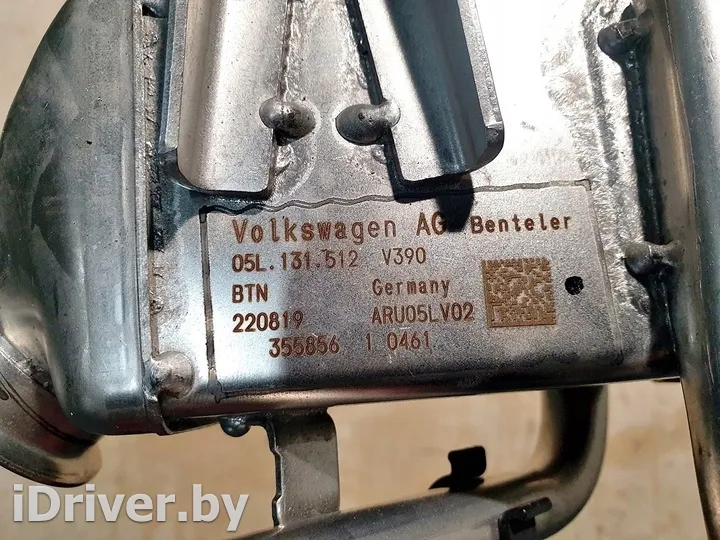 Volkswagen AG Benteler
05L.131.512 V390
BTN Germany
220819 ARU05LV02
355856 1 0461
iDriver.by